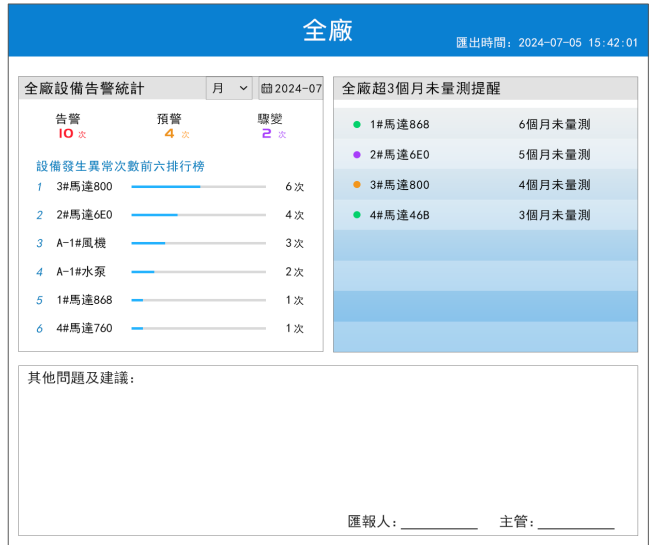 全廠
匯出時間：2024-07-05 15:42:01
全廠設備告警統計 月 2024-07
告警 預警 驟變
10 次 4 次 2 次
設備發生異常次數前六排行榜
1 3#馬達800 6次
2 2#馬達6E0 4次
3 A-1#風機 3次
4 A-1#水泵 2次
5 1#馬達868 1次
6 4#馬達760 1次
全廠超3個月未量測提醒
1#馬達868 6個月未量測
2#馬達6E0 5個月未量測
3#馬達800 4個月未量測
4#馬達46B 3個月未量測
其他問題及建議：
匯報人：__________ 主管：__________